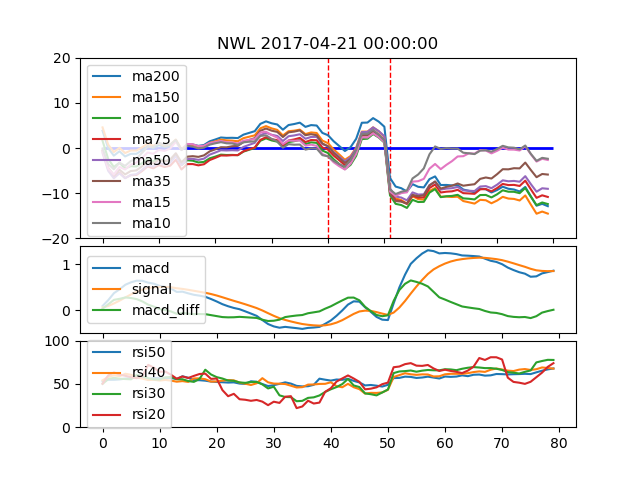 NWL 2017-04-21 00:00:00
20
10
0
−10
−20
ma200
ma150
ma100
ma75
ma50
ma35
ma15
ma10
1
0
macd
signal
macd_diff
100
50
0
rsi50
rsi40
rsi30
rsi20
0 10 20 30 40 50 60 70 80